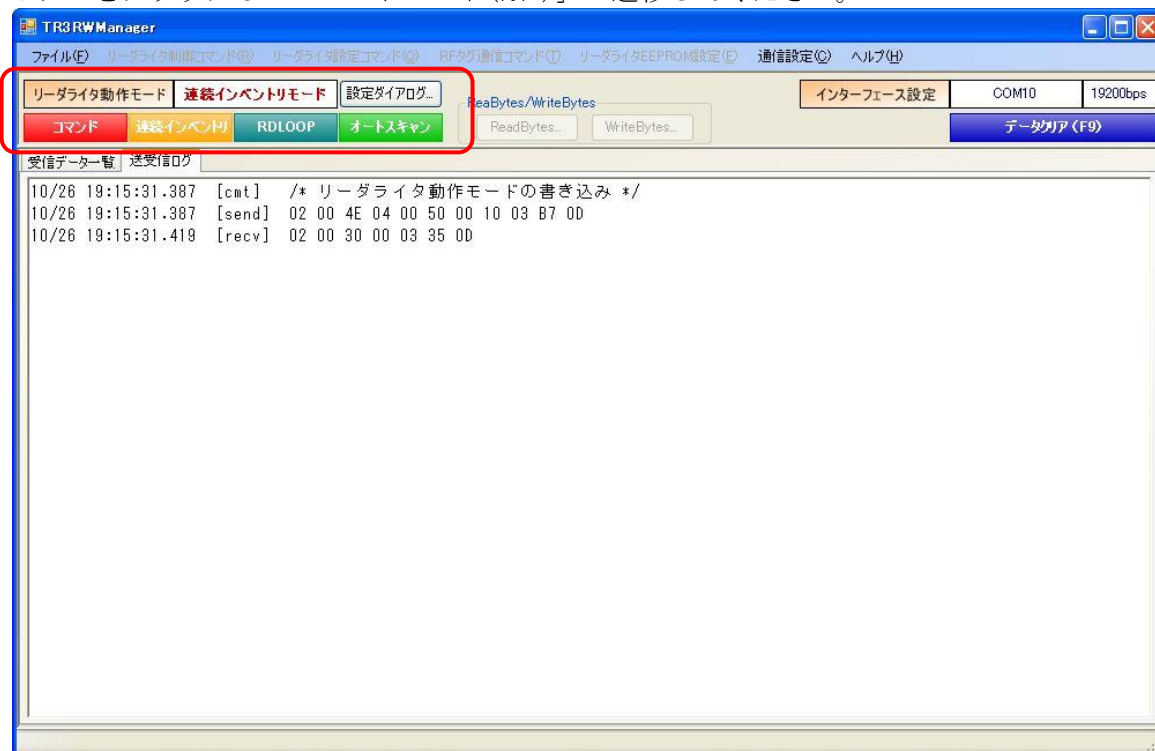 TR3RWManager
ファイル(F) リーダライタ制御コマンド(R) リーダライタ設定コマンド(Q) RFタグ通信コマンド(T) リーダライタEEPROM設定(E) 通信設定(C) ヘルプ(H)
リーダライタ動作モード 連続インベントリモード 設定ダイアログ... ReaBytes/WriteBytes インターフェース設定 COM10 19200bps
コマンド 連続インベントリ RDLOOP オートスキャン ReadBytes... WriteBytes... データクリア(F9)
受信データ一覧 送受信ログ
10/26 19:15:31.387 [cmt] /* リーダライタ動作モードの書き込み */
10/26 19:15:31.387 [send] 02 00 4E 04 00 50 00 10 03 B7 0D
10/26 19:15:31.419 [recv] 02 00 30 00 03 35 0D